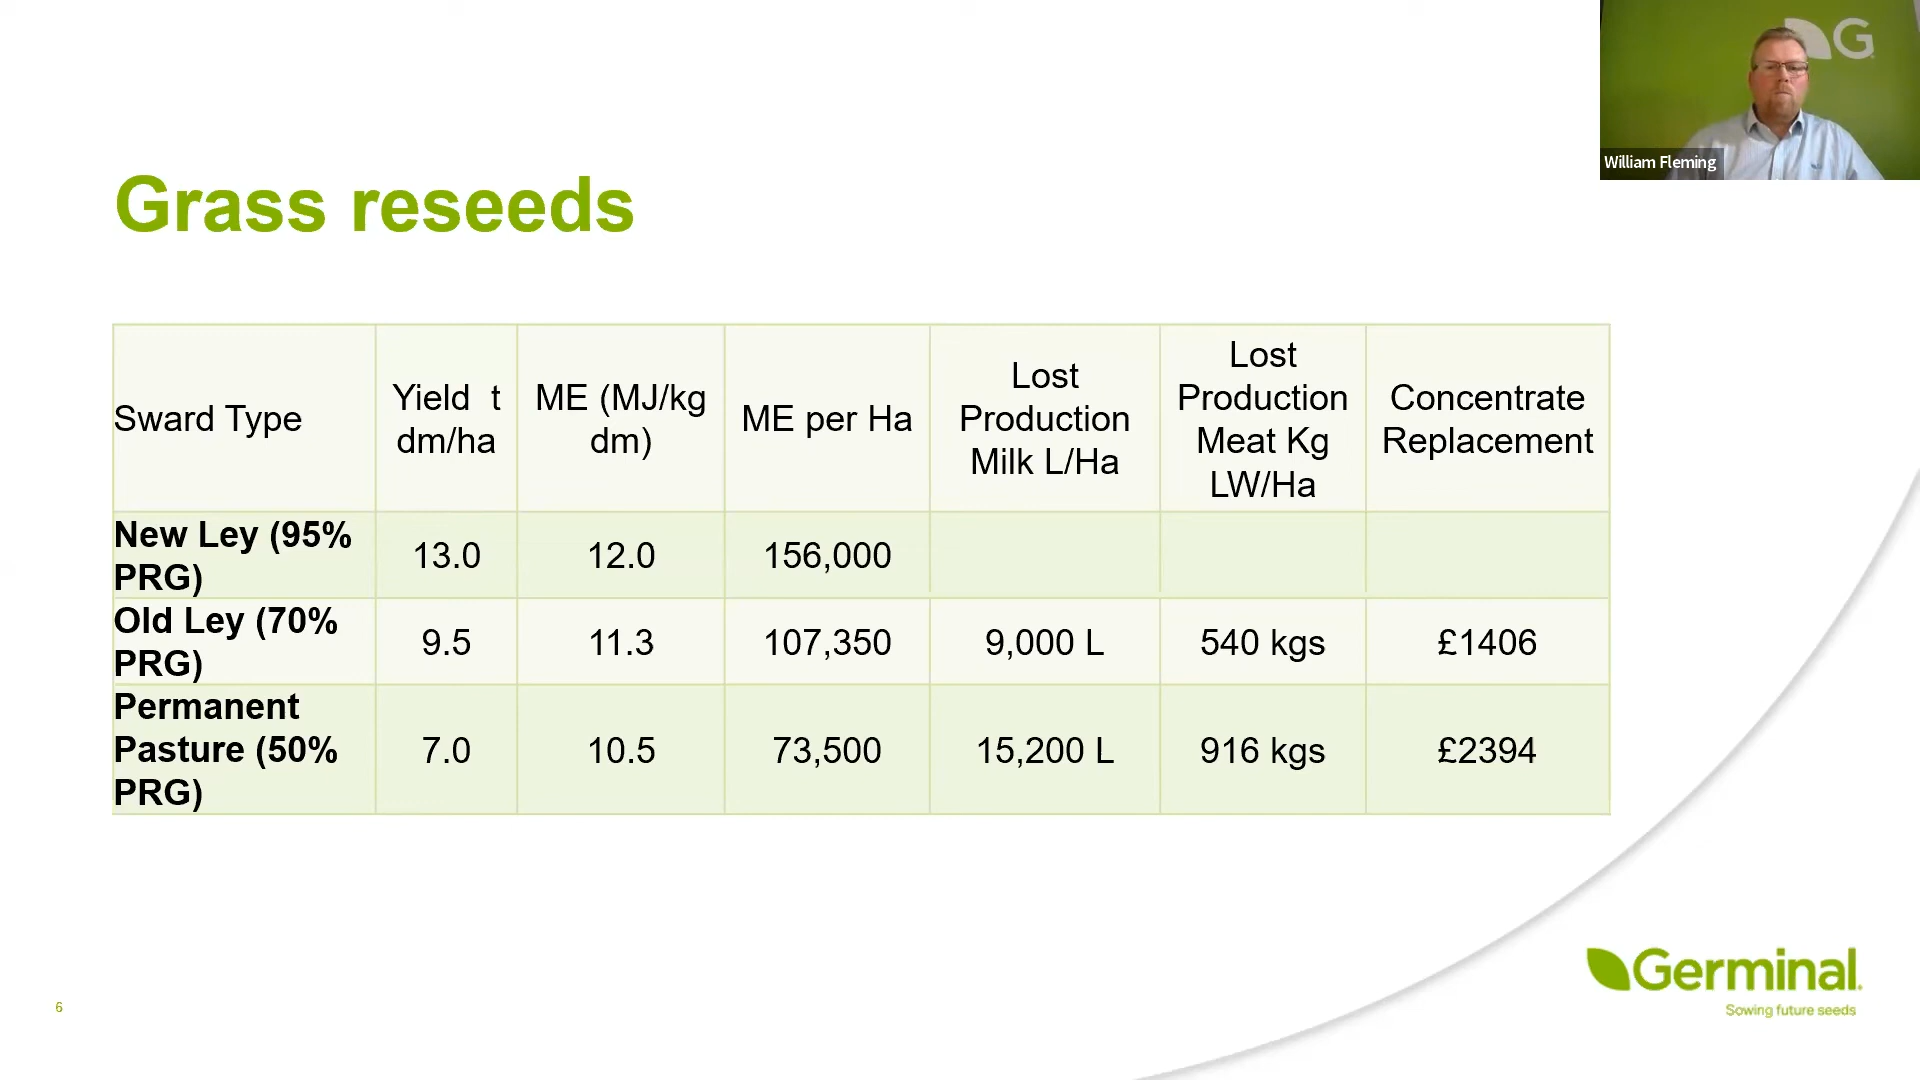 G
William Fleming
Grass reseeds
Sward Type
Yield t
dm/ha
ME (MJ/kg
dm)
ME per Ha
Lost
Production
Milk L/Ha
Lost
Production
Meat Kg
LW/Ha
Concentrate
Replacement
New Ley (95%
PRG)
13.0
12.0
156,000
Old Ley (70%
PRG)
9.5
11.3
107,350
9,000 L
540 kgs
£1406
Permanent
Pasture (50%
PRG)
7.0
10.5
73,500
15,200 L
916 kgs
£2394
Germinal
Sowing future seeds
6